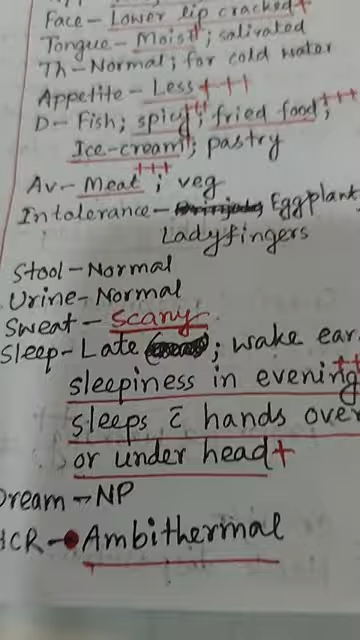 Face - Lower lip cracked+
Tongue - Moist+; salivated
Th - Normal; for cold water
Appetite - Less+++
D - Fish; spicy++; fried food+++;
Ice-cream; pastry
Av - Meat+++; veg
Intolerance - Eggplant
Ladyfingers
Stool - Normal
Urine - Normal
Sweat - Scany
Sleep - Late; wake ear
sleepiness in evening++
sleeps c̄ hands over
or under head+
Dream - NP
HCR - Ambithermal